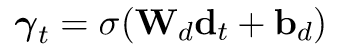 γ_t = σ(W_d d_t + b_d)